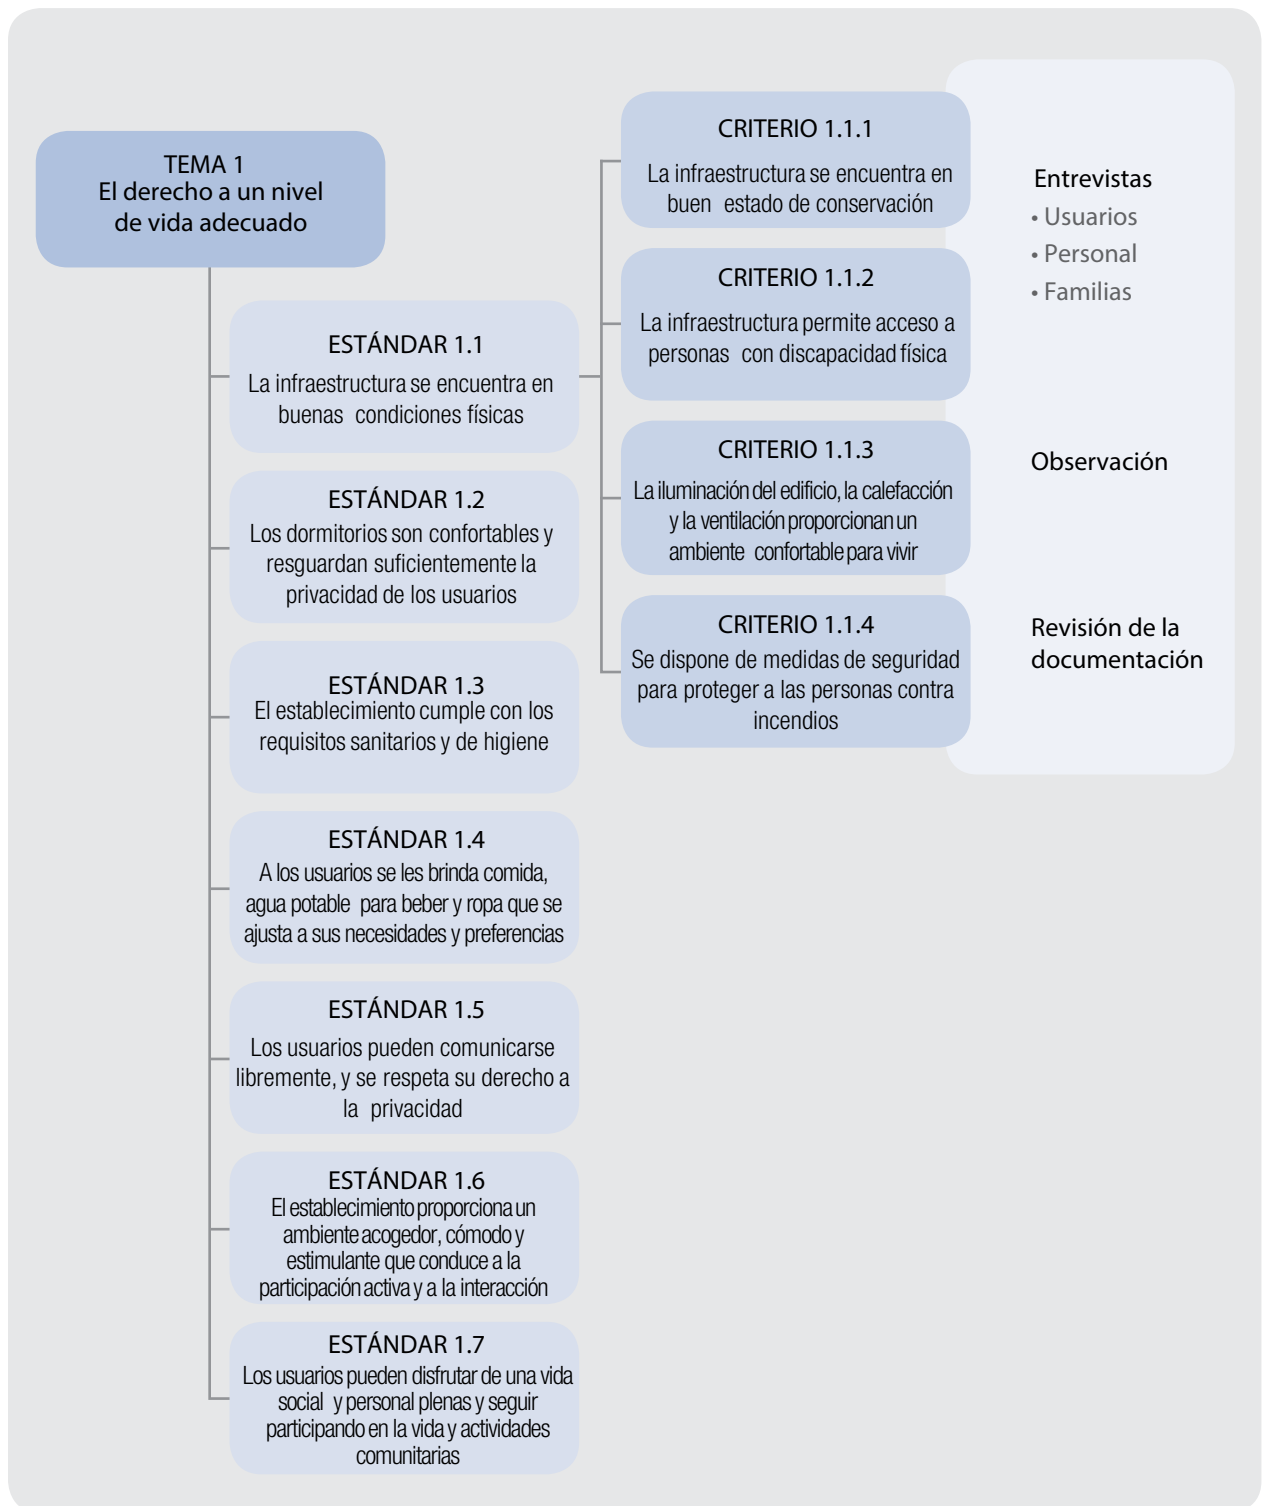 TEMA 1
El derecho a un nivel
de vida adecuado
ESTÁNDAR 1.1
La infraestructura se encuentra en
buenas condiciones físicas
ESTÁNDAR 1.2
Los dormitorios son confortables y
resguardan suficientemente la
privacidad de los usuarios
ESTÁNDAR 1.3
El establecimiento cumple con los
requisitos sanitarios y de higiene
ESTÁNDAR 1.4
A los usuarios se les brinda comida,
agua potable para beber y ropa que se
ajusta a sus necesidades y preferencias
ESTÁNDAR 1.5
Los usuarios pueden comunicarse
libremente, y se respeta su derecho a
la privacidad
ESTÁNDAR 1.6
El establecimiento proporciona un
ambiente acogedor, cómodo y
estimulante que conduce a la
participación activa y a la interacción
ESTÁNDAR 1.7
Los usuarios pueden disfrutar de una vida
social y personal plenas y seguir
participando en la vida y actividades
comunitarias
CRITERIO 1.1.1
La infraestructura se encuentra en
buen estado de conservación
CRITERIO 1.1.2
La infraestructura permite acceso a
personas con discapacidad física
CRITERIO 1.1.3
La iluminación del edificio, la calefacción
y la ventilación proporcionan un
ambiente confortable para vivir
CRITERIO 1.1.4
Se dispone de medidas de seguridad
para proteger a las personas contra
incendios
Entrevistas
• Usuarios
• Personal
• Familias
Observación
Revisión de la
documentación